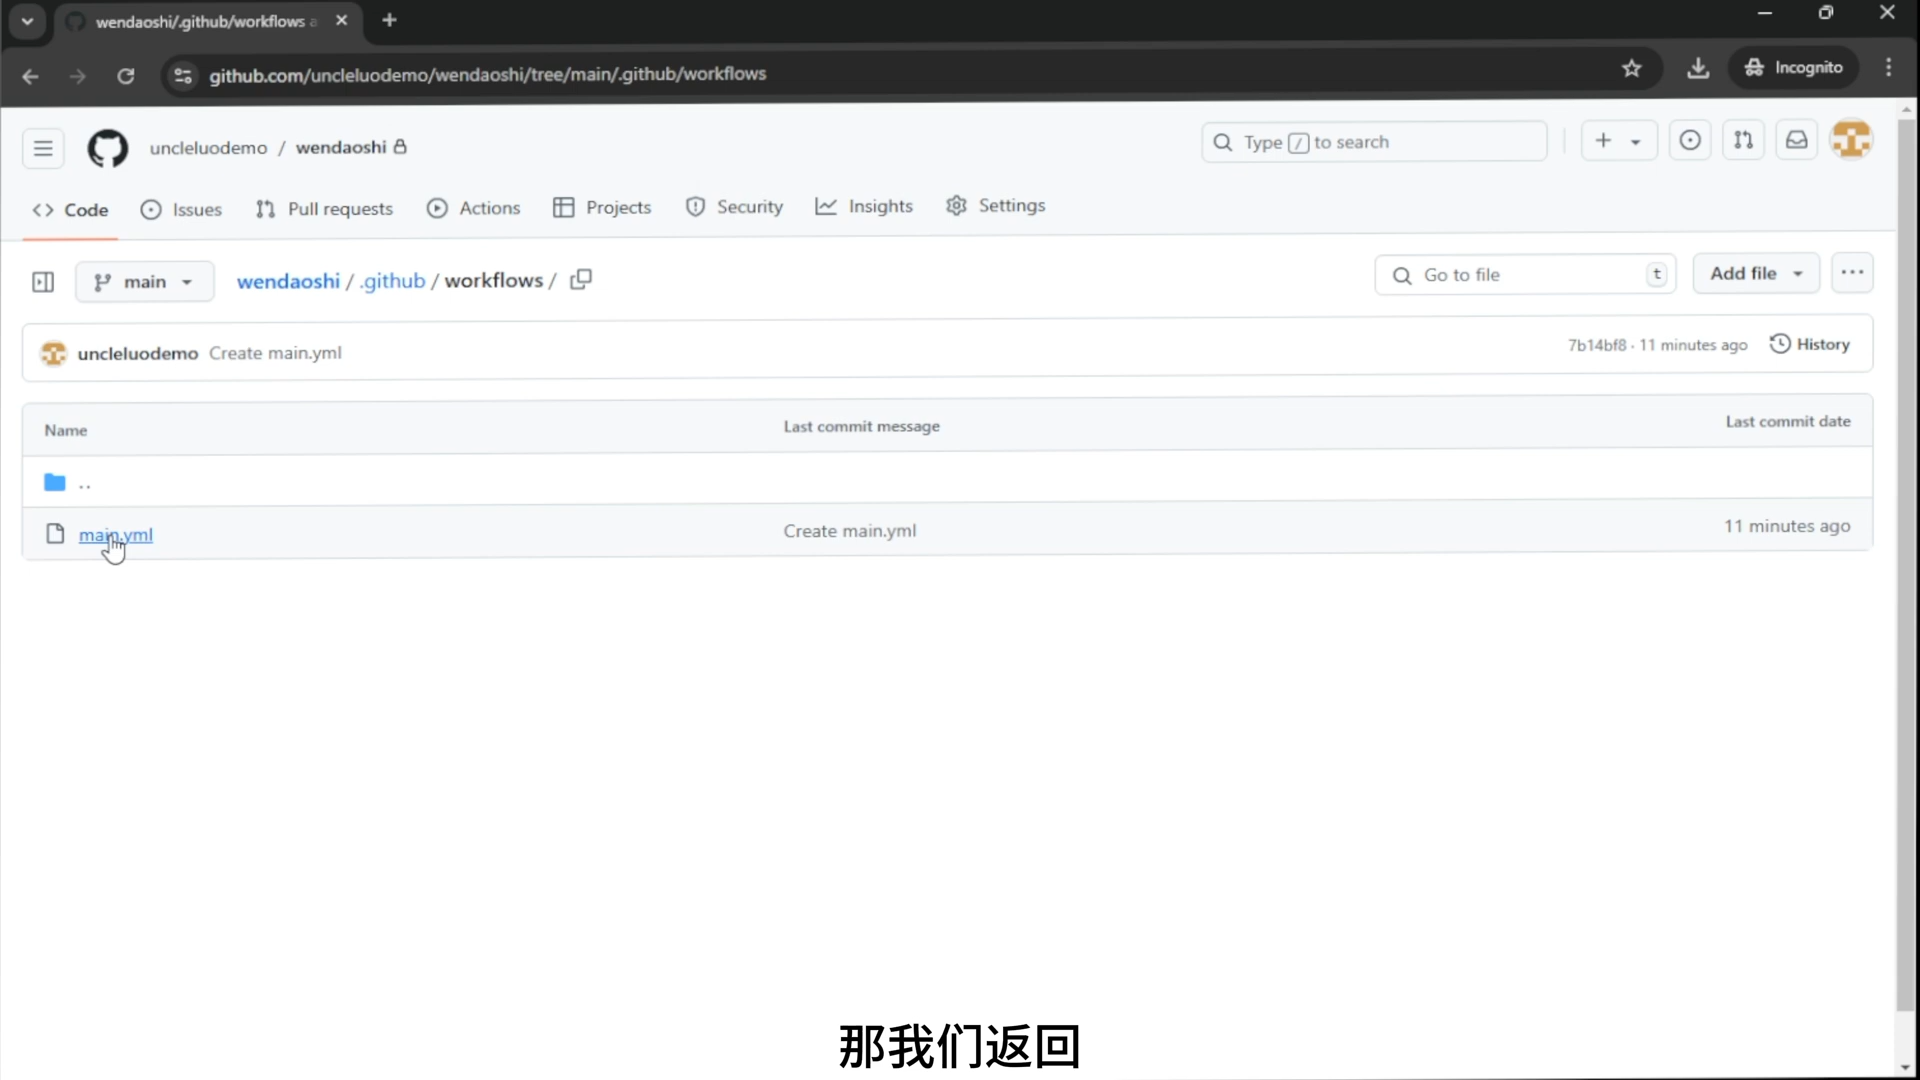 wendaoshi/.github/workflows a
github.com/uncleluodemo/wendaoshi/tree/main/.github/workflows
Incognito
uncleluodemo / wendaoshi
Type / to search
Code Issues Pull requests Actions Projects Security Insights Settings
main
wendaoshi / .github / workflows /
Go to file t
Add file
uncleluodemo Create main.yml
7b14bf8 · 11 minutes ago History
Name Last commit message Last commit date
..
main.yml Create main.yml 11 minutes ago
那我们返回